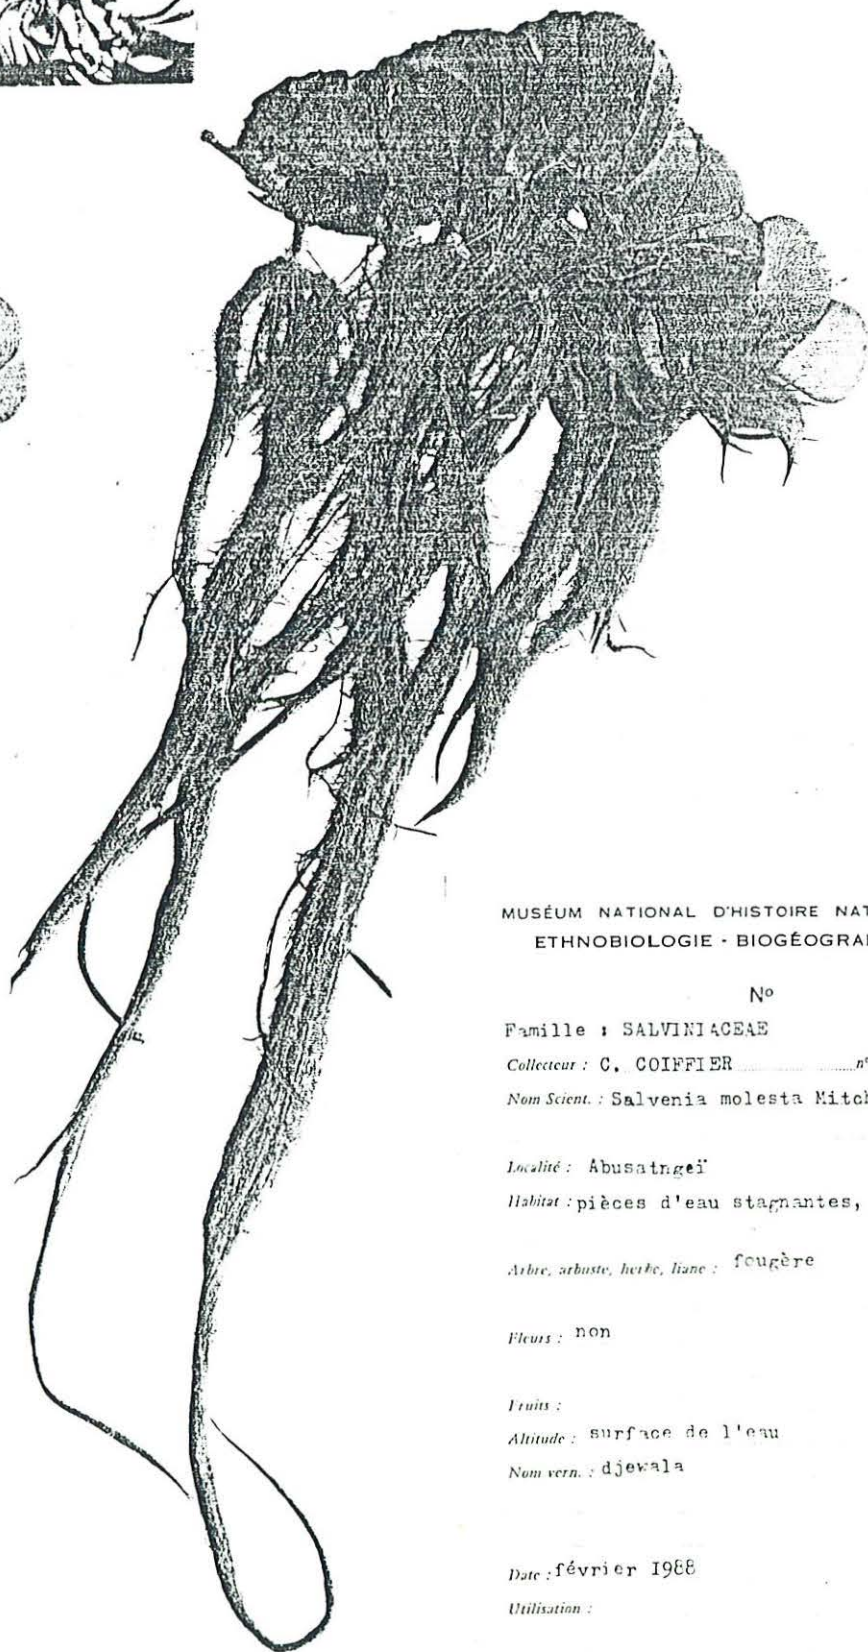 MUSÉUM NATIONAL D'HISTOIRE NAT
ETHNOBIOLOGIE - BIOGÉOGRA
No
Famille : SALVINIACEAE
Collecteur : C. COIFFIER n°
Nom Scient. : Salvenia molesta Mitch
Localité : Abusatngeï
Habitat : pièces d'eau stagnantes,
Arbre, arbuste, herbe, liane : fougère
Fleurs : non
Fruits :
Altitude : surface de l'eau
Nom vern. : djewala
Date : février 1988
Utilisation :